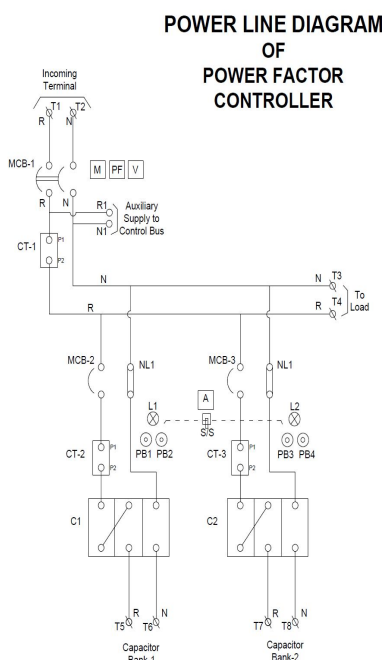 POWER LINE DIAGRAM
OF
POWER FACTOR
CONTROLLER
Incoming
Terminal
T1 T2
R N
MCB-1
M PF V
R N
R1 Auxiliary
Supply to
N1 Control Bus
CT-1 P1
P2
N N T3
To
R R T4
Load
MCB-2 NL1 MCB-3 NL1
A
L1 L2
S/S
PB1 PB2 PB3 PB4
CT-2 P1 CT-3 P1
P2 P2
C1 C2
R N R N
T5 T6 T7 T8
Capacitor Capacitor
Bank-1 Bank-2